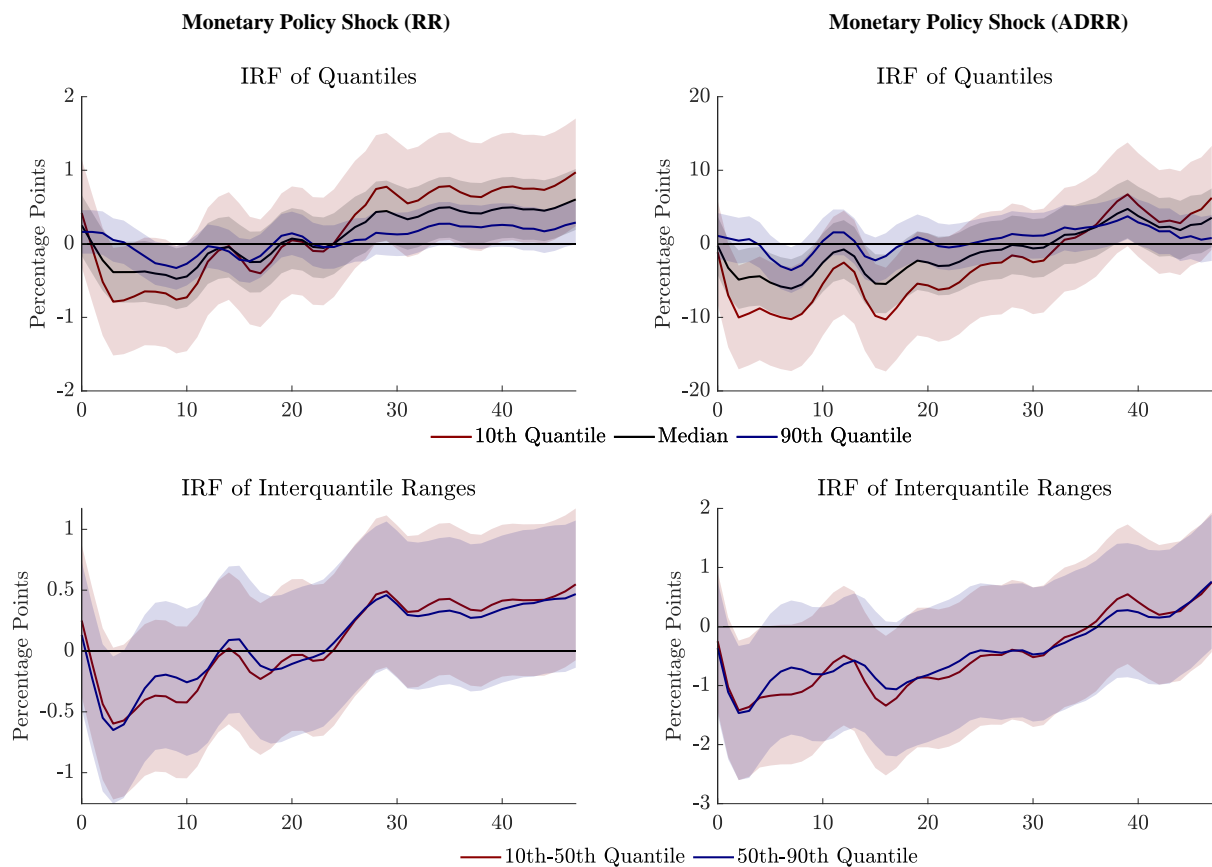 Monetary Policy Shock (RR)
Monetary Policy Shock (ADRR)
IRF of Quantiles
2
1
0
-1
-2
Percentage Points
0 10 20 30 40
IRF of Quantiles
20
10
0
-10
-20
Percentage Points
0 10 20 30 40
10th Quantile Median 90th Quantile
IRF of Interquantile Ranges
1
0.5
0
-0.5
-1
Percentage Points
0 10 20 30 40
IRF of Interquantile Ranges
2
1
0
-1
-2
-3
Percentage Points
0 10 20 30 40
10th-50th Quantile 50th-90th Quantile